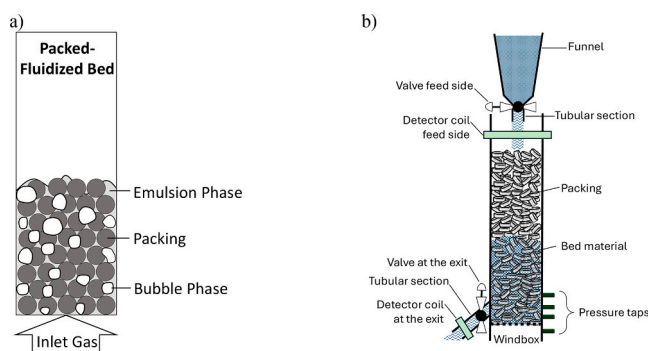 a)
Packed-
Fluidized Bed
Emulsion Phase
Packing
Bubble Phase
Inlet Gas
b)
Funnel
Valve feed side
Tubular section
Detector coil
feed side
Packing
Bed material
Valve at the exit
Tubular section
Detector coil
at the exit
Pressure taps
Windbox